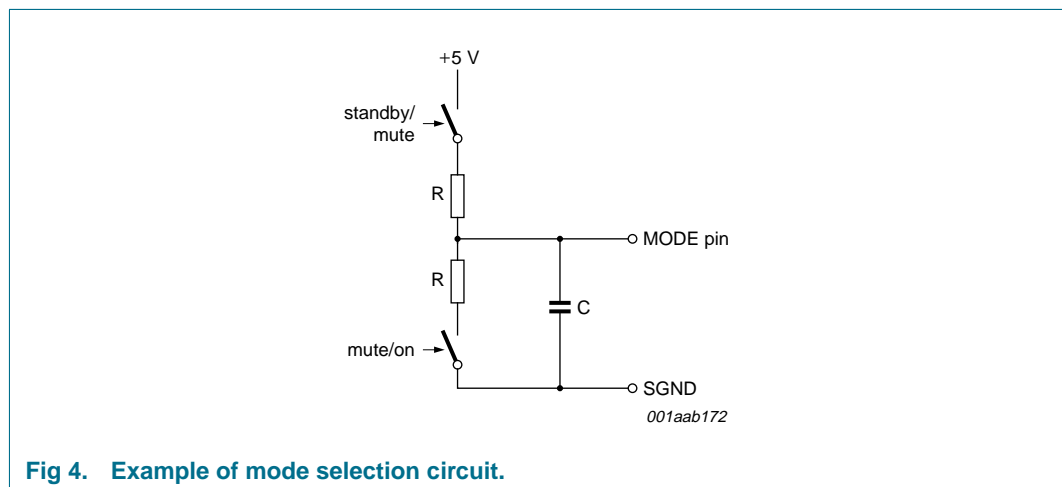 +5 V
standby/
mute
R
MODE pin
R
C
mute/on
SGND
001aab172
Fig 4. Example of mode selection circuit.